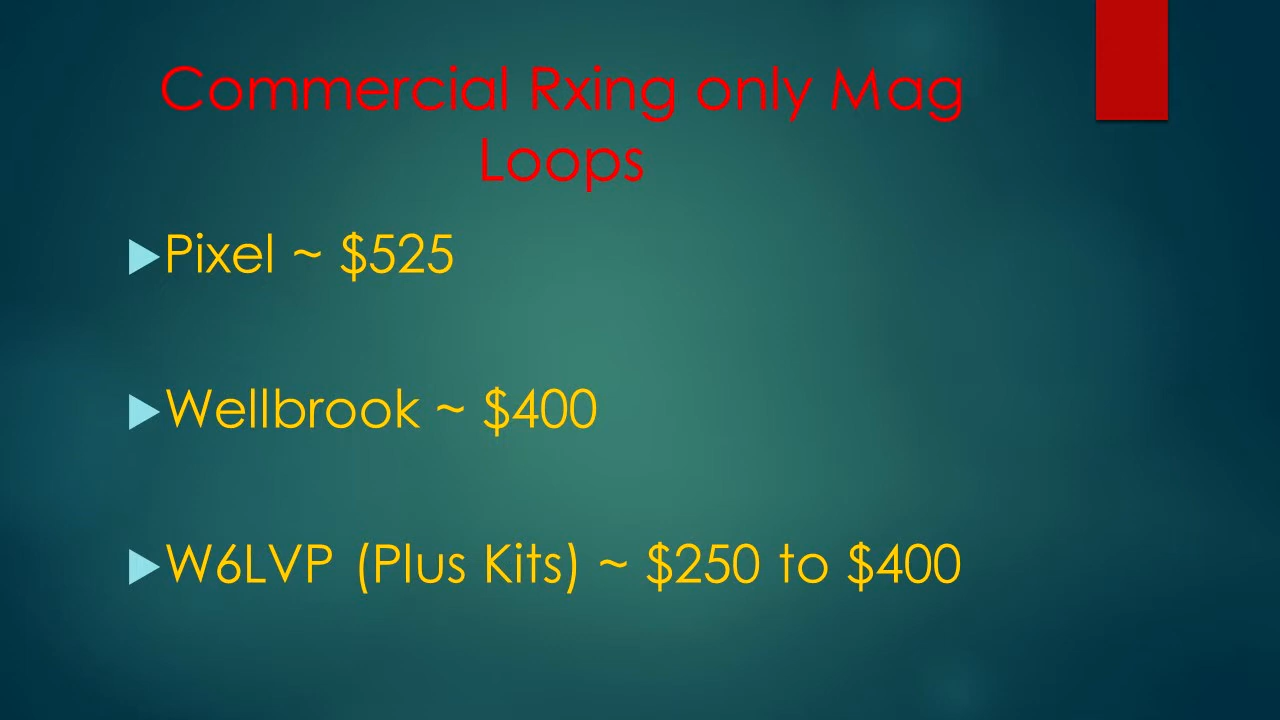 Commercial Rxing only Mag
Loops
Pixel ~ $525
Wellbrook ~ $400
W6LVP (Plus Kits) ~ $250 to $400